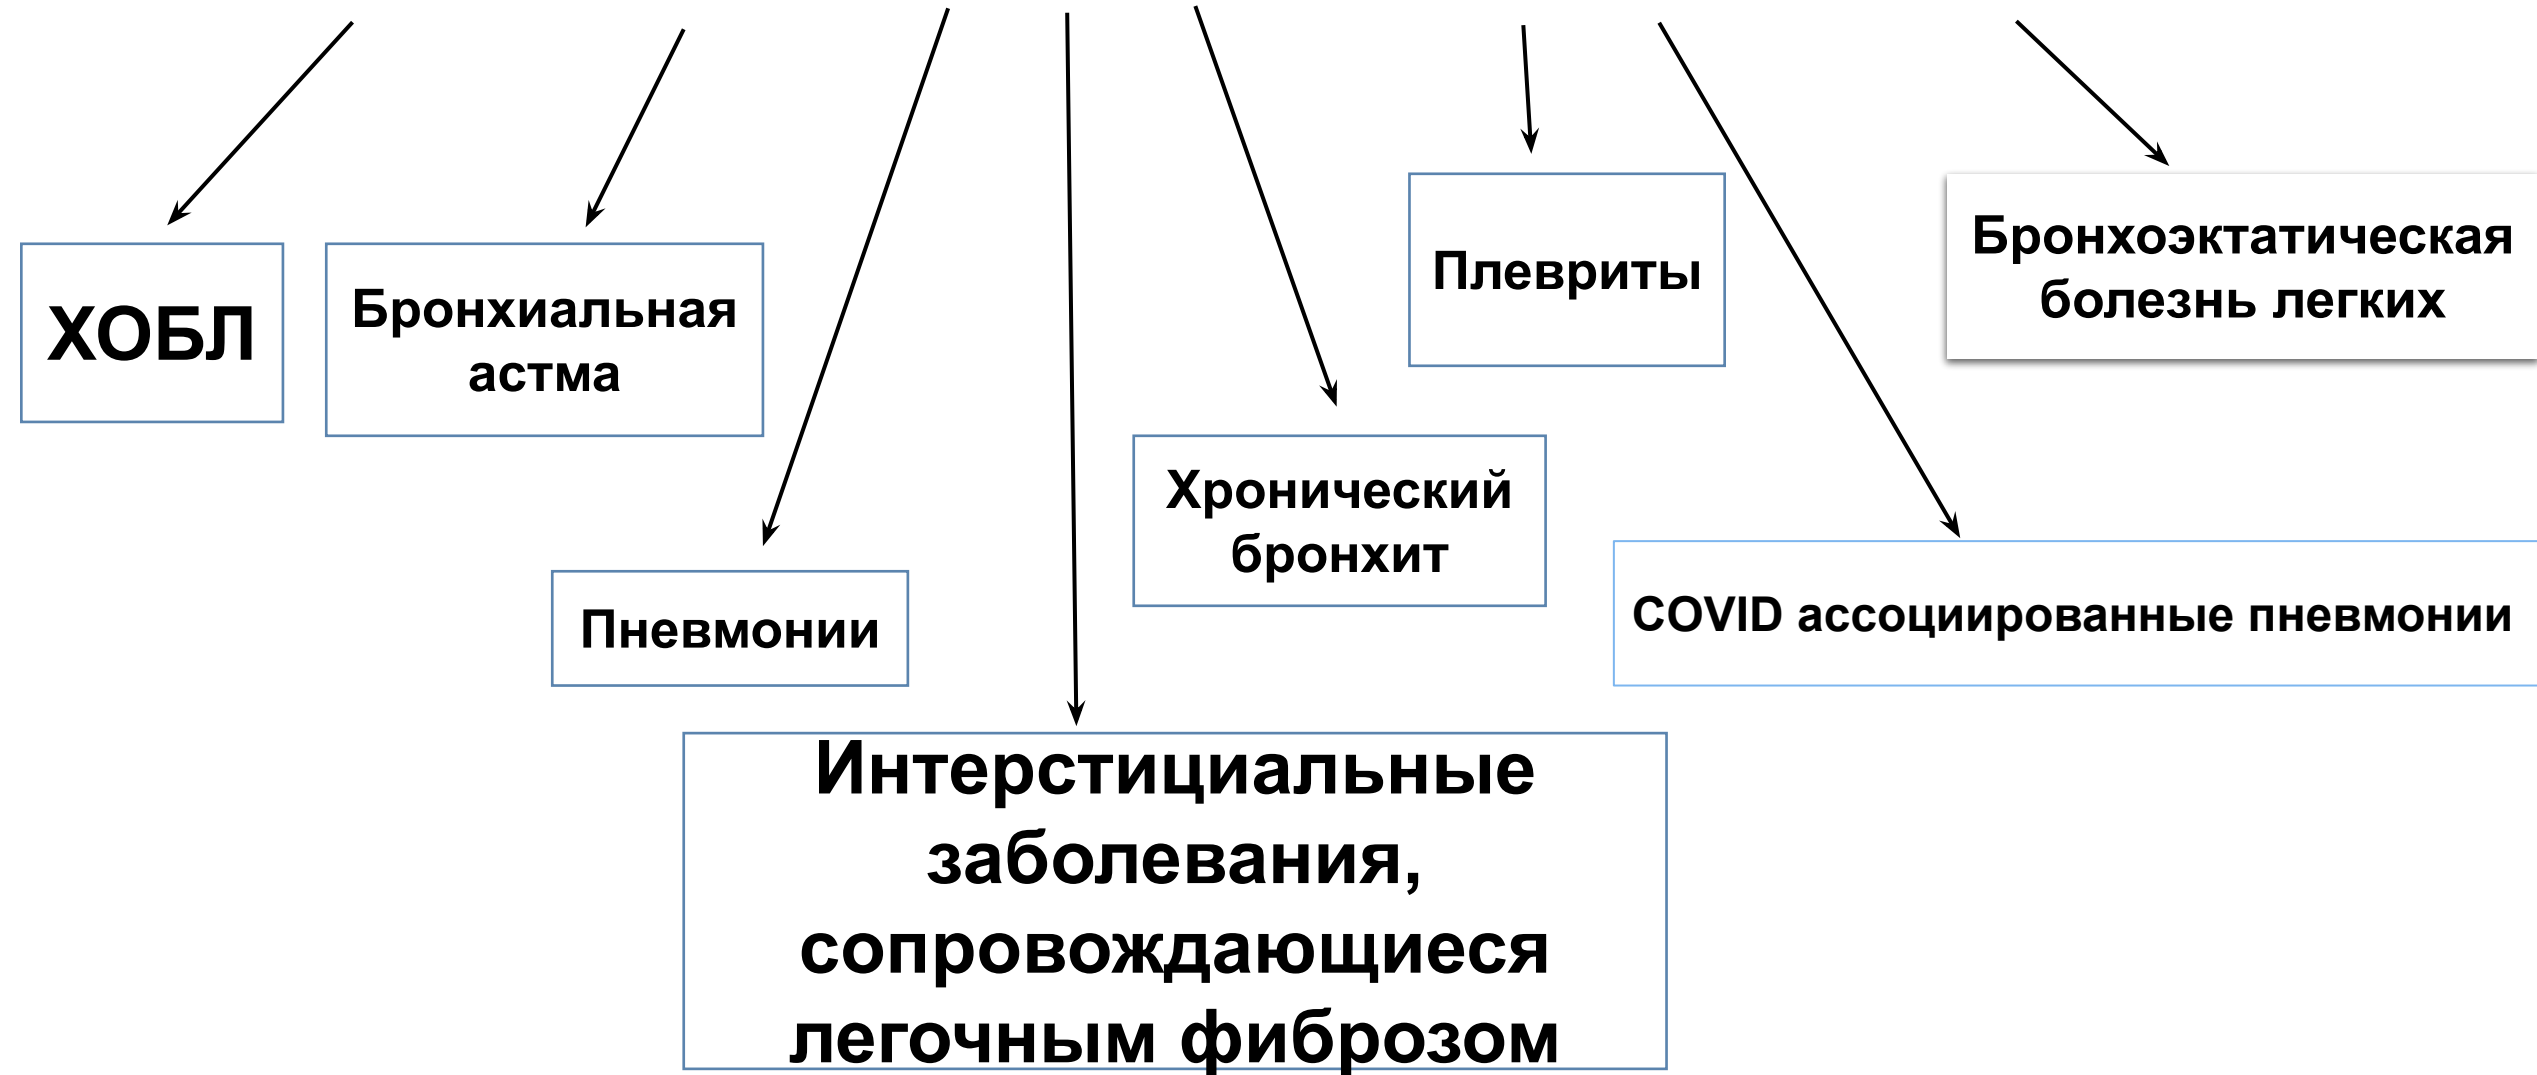 ХОБЛ
Бронхиальная
астма
Плевриты
Бронхоэктатическая
болезнь легких
Хронический
бронхит
Пневмонии
COVID ассоциированные пневмонии
Интерстициальные
заболевания,
сопровождающиеся
легочным фиброзом